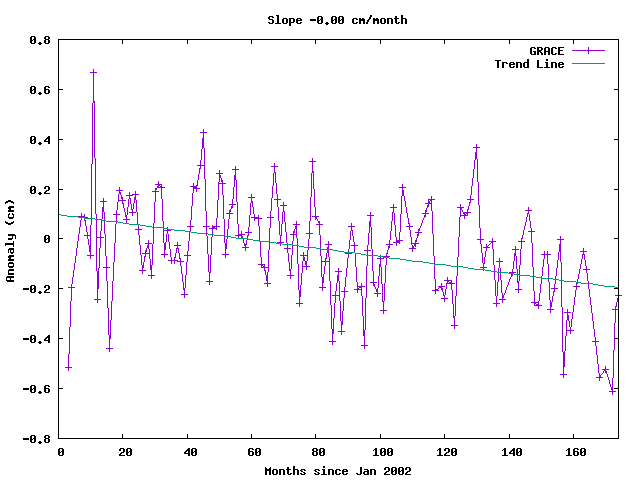 Slope -0.00 cm/month
GRACE
Trend Line
Anomaly (cm)
0.8
0.6
0.4
0.2
0
-0.2
-0.4
-0.6
-0.8
0 20 40 60 80 100 120 140 160
Months since Jan 2002